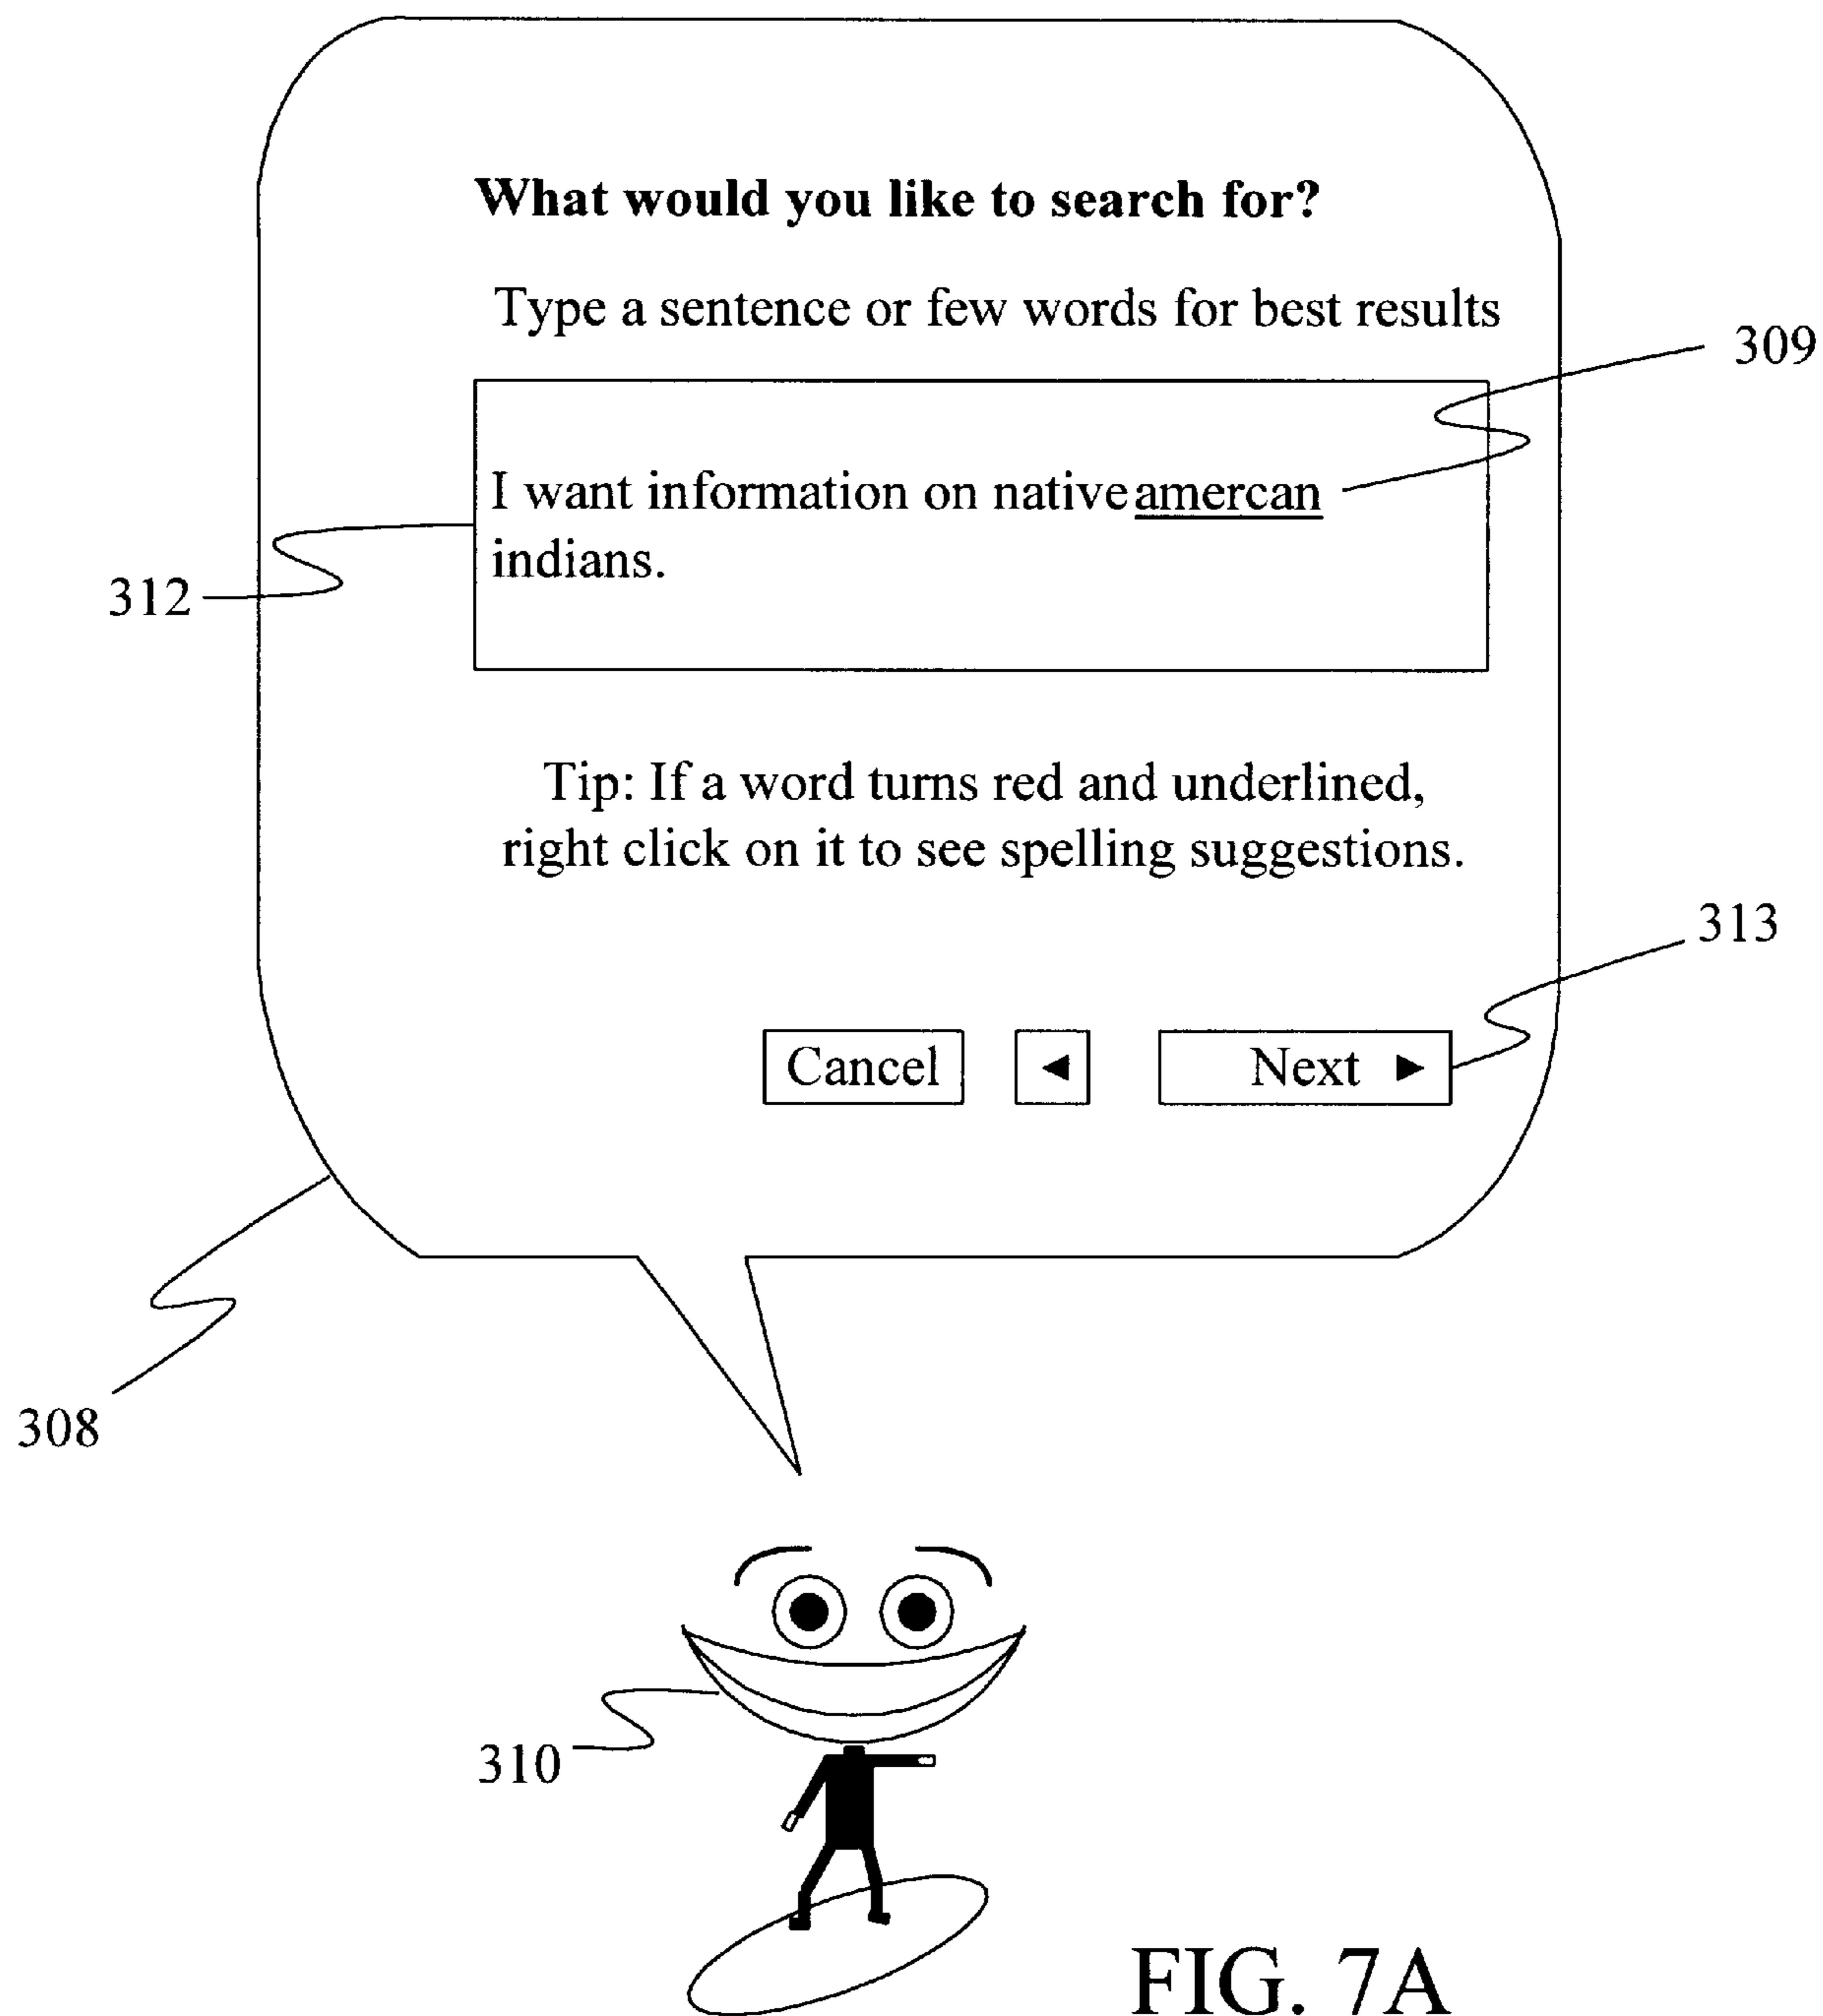 What would you like to search for?
Type a sentence or few words for best results
309
I want information on native amercan
indians.
312
Tip: If a word turns red and underlined,
right click on it to see spelling suggestions.
313
Cancel ◄ Next ►
308
310
FIG. 7A